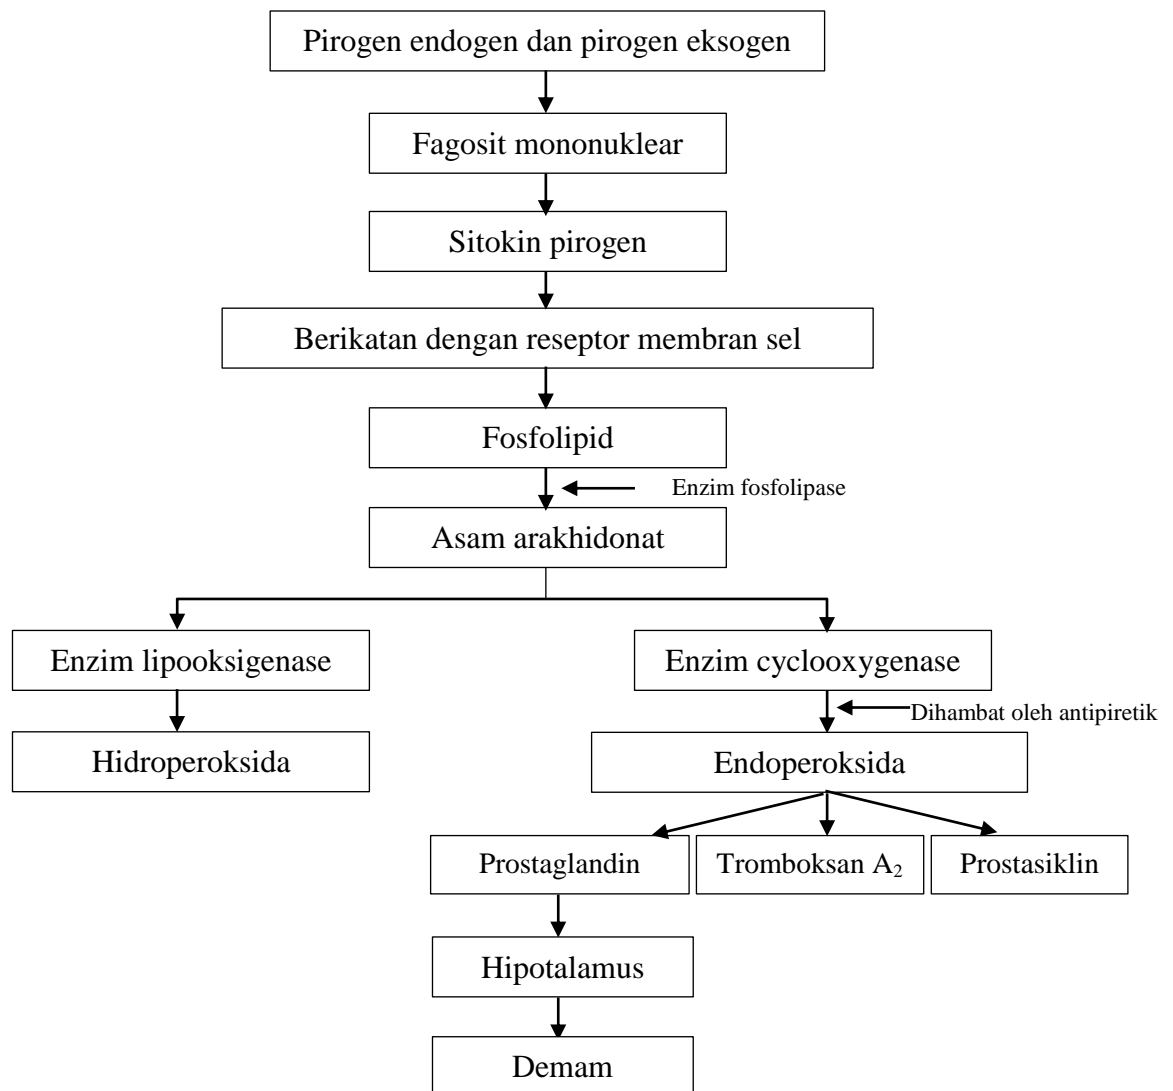 Pirogen endogen dan pirogen eksogen
Fagosit mononuklear
Sitokin pirogen
Berikatan dengan reseptor membran sel
Fosfolipid
Enzim fosfolipase
Asam arakhidonat
Enzim lipooksigenase
Enzim cyclooxygenase
Dihambat oleh antipiretik
Hidroperoksida
Endoperoksida
Prostaglandin
Tromboksan A₂
Prostasiklin
Hipotalamus
Demam